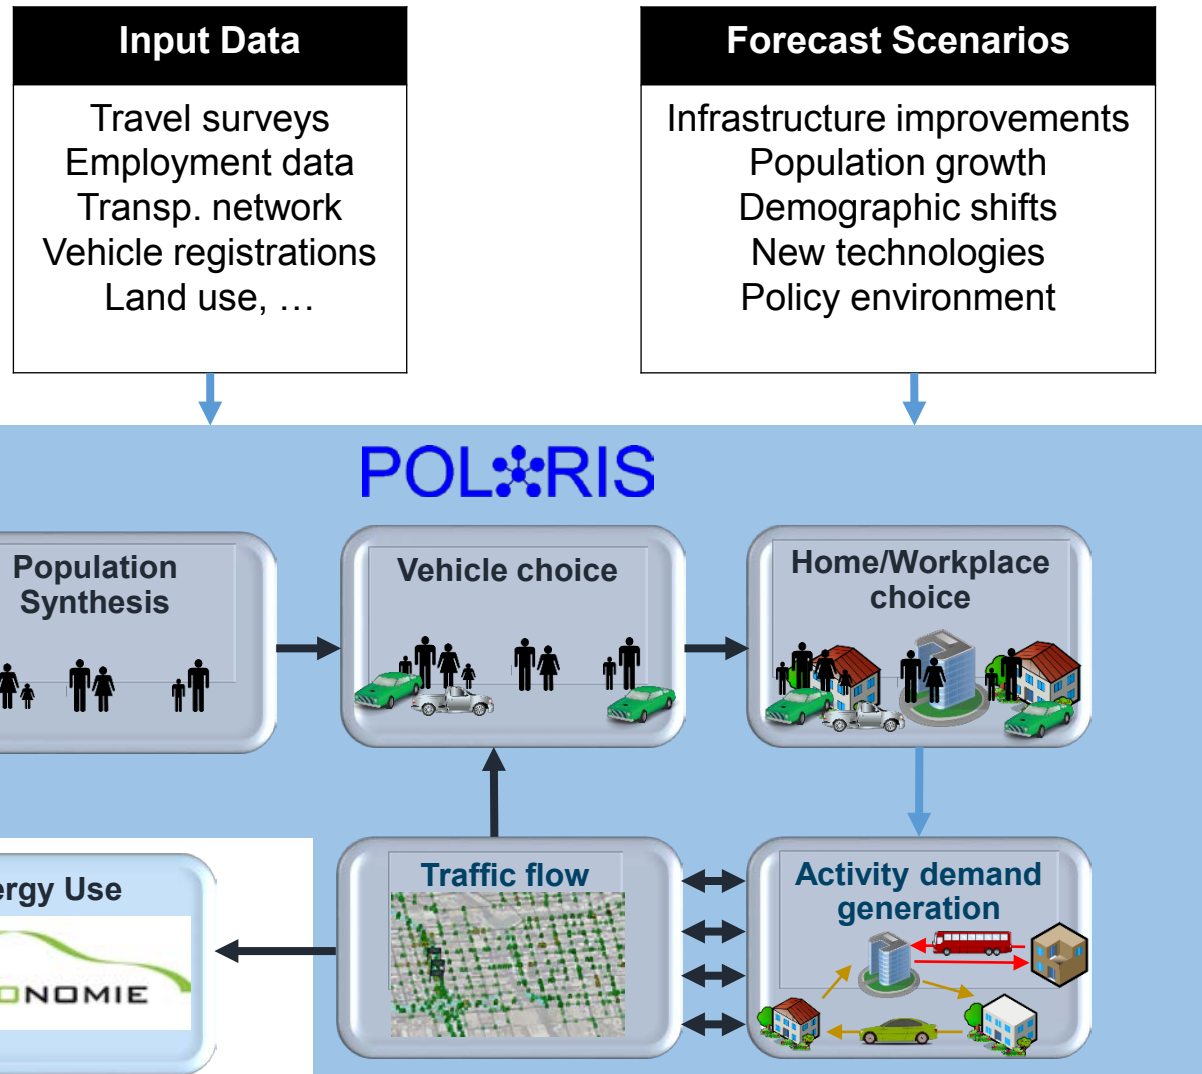 Input Data
Travel surveys
Employment data
Transp. network
Vehicle registrations
Land use, …
Forecast Scenarios
Infrastructure improvements
Population growth
Demographic shifts
New technologies
Policy environment
POLARIS
Population
Synthesis
Vehicle choice
Home/Workplace
choice
ergy Use
ONOMIE
Traffic flow
Activity demand
generation